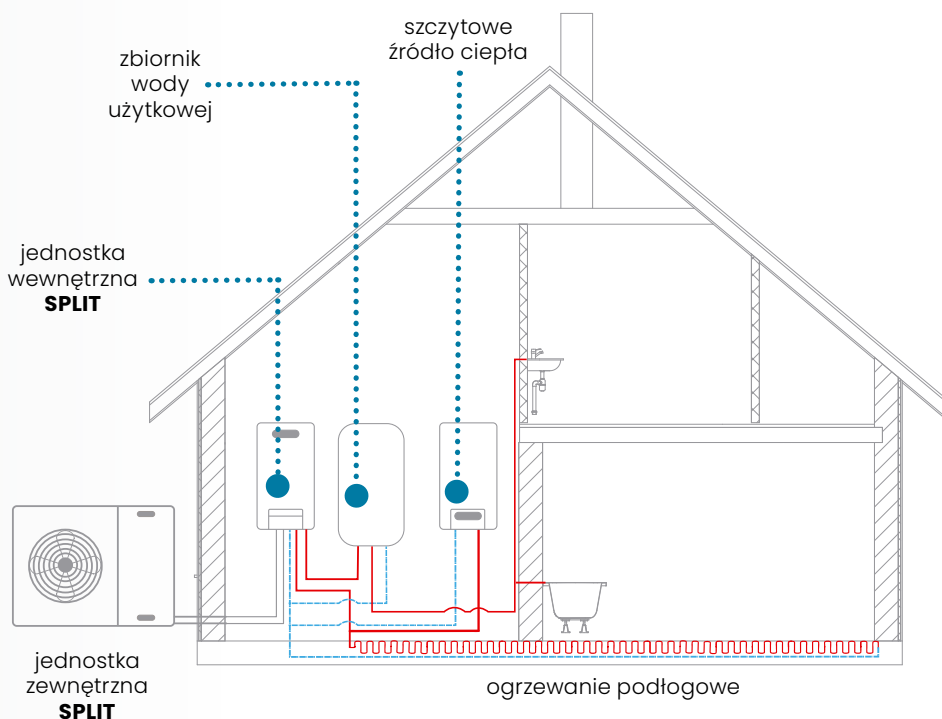 szczytowe
źródło ciepła
zbiornik
wody
użytkowej
jednostka
wewnętrzna
SPLIT
jednostka
zewnętrzna
SPLIT
ogrzewanie podłogowe